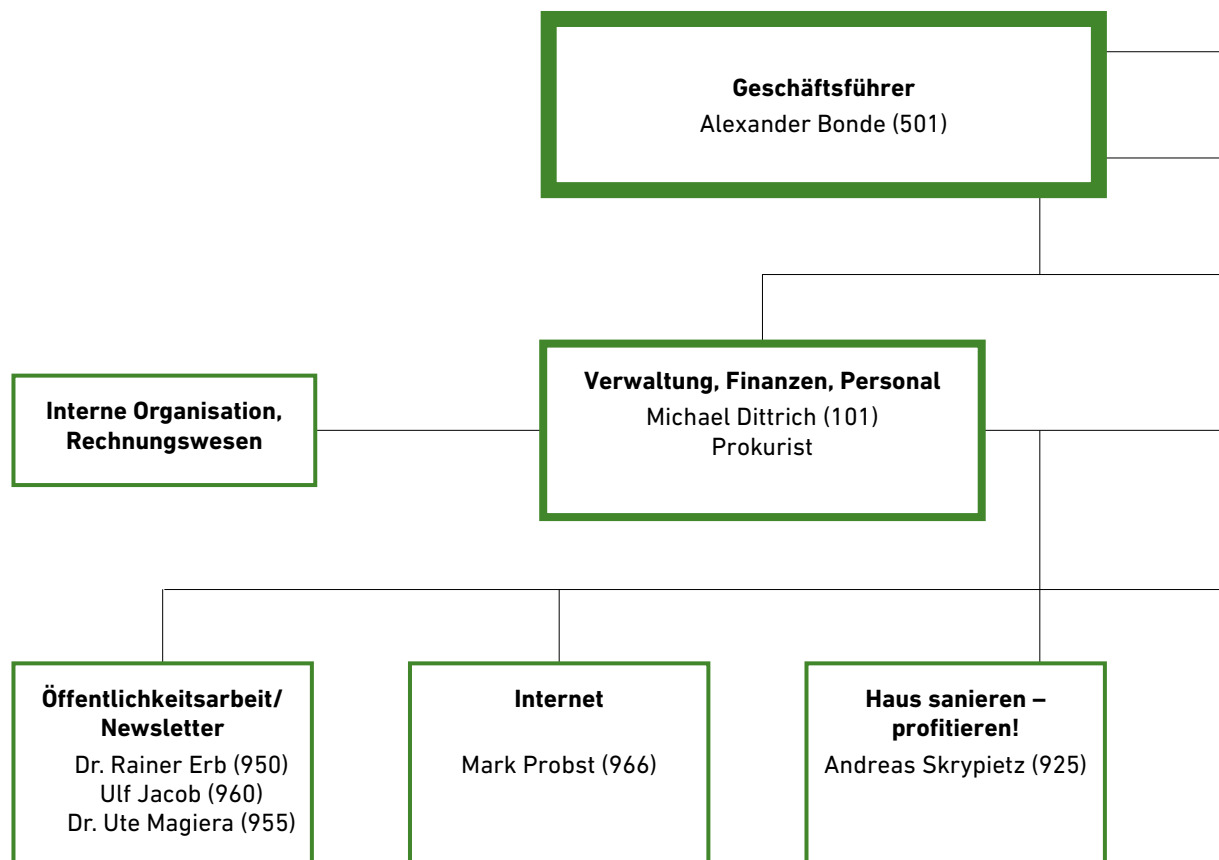 Geschäftsführer
Alexander Bonde (501)
Verwaltung, Finanzen, Personal
Michael Dittrich (101)
Prokurist
Interne Organisation,
Rechnungswesen
Öffentlichkeitsarbeit/
Newsletter
Dr. Rainer Erb (950)
Ulf Jacob (960)
Dr. Ute Magiera (955)
Internet
Mark Probst (966)
Haus sanieren –
profitieren!
Andreas Skrypietz (925)